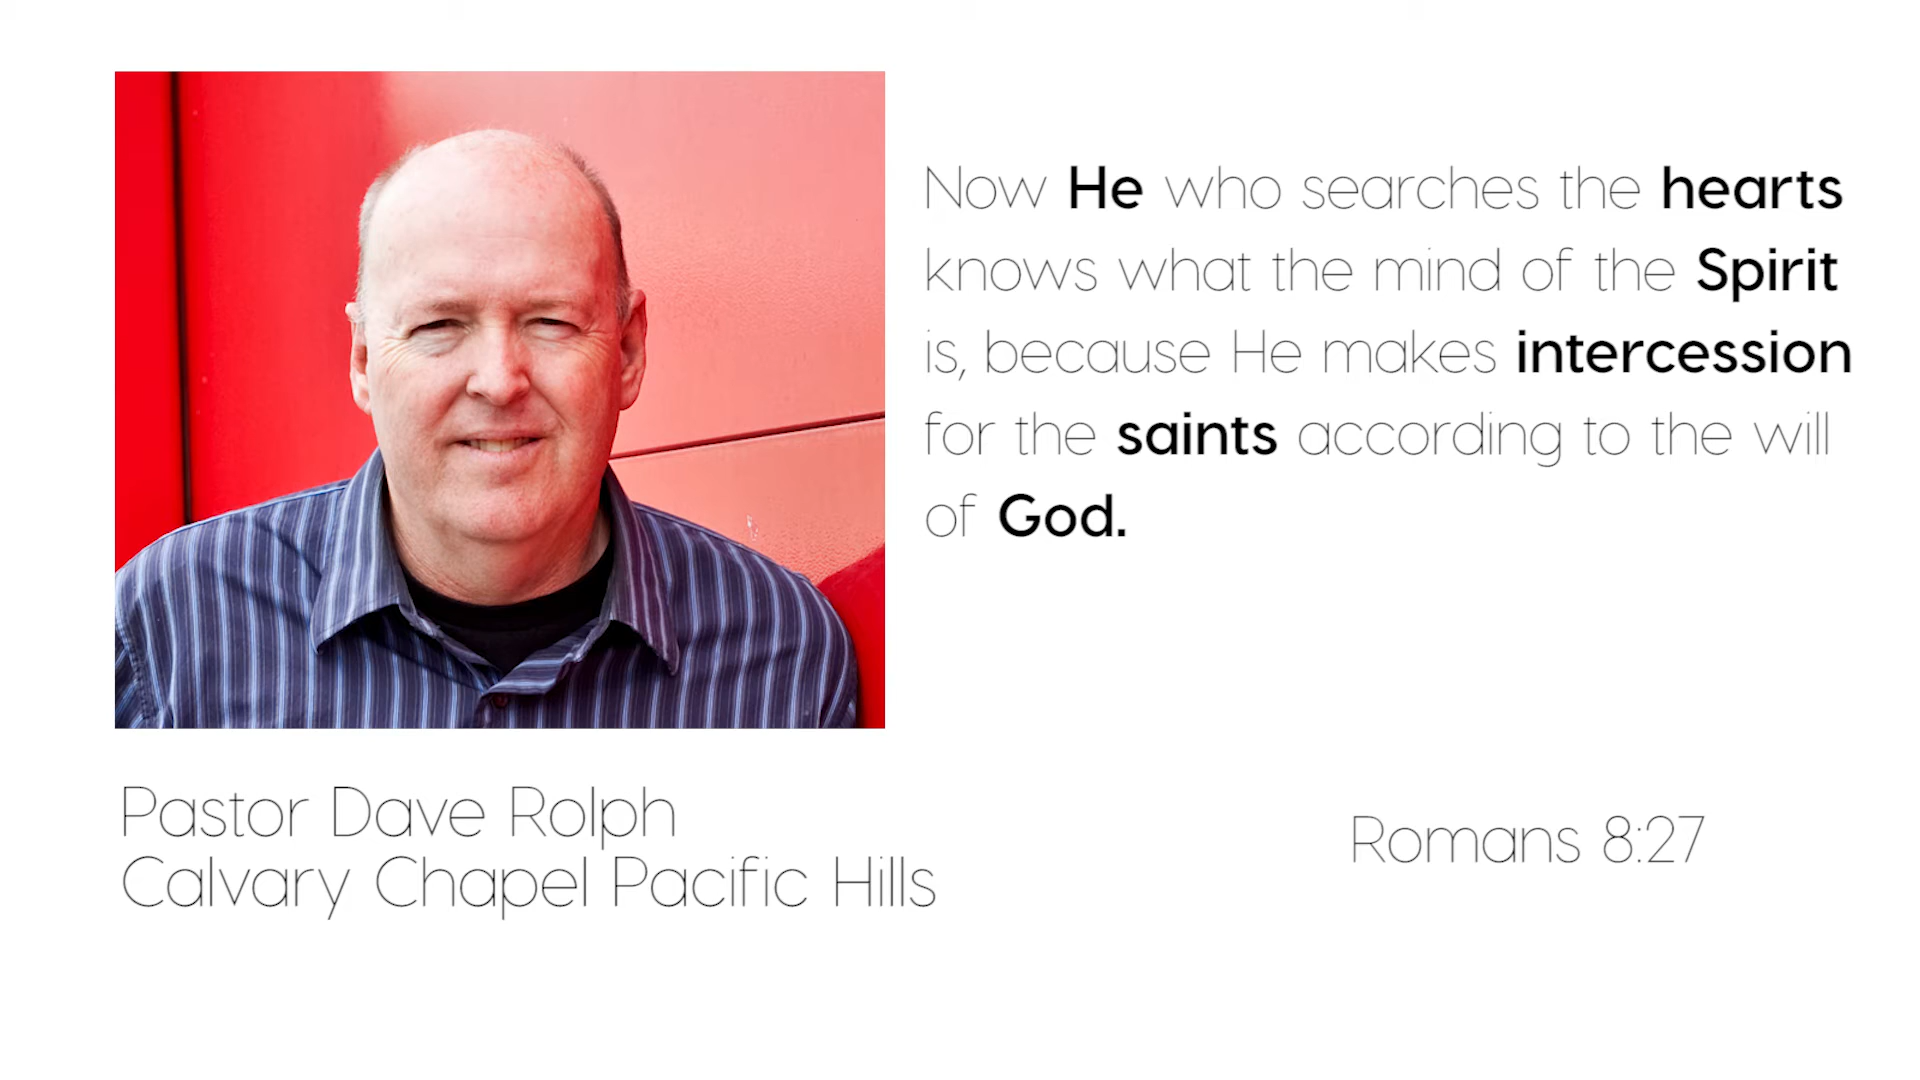 Now He who searches the hearts
knows what the mind of the Spirit
is, because He makes intercession
for the saints according to the will
of God.
Pastor Dave Rolph
Calvary Chapel Pacific Hills
Romans 8:27